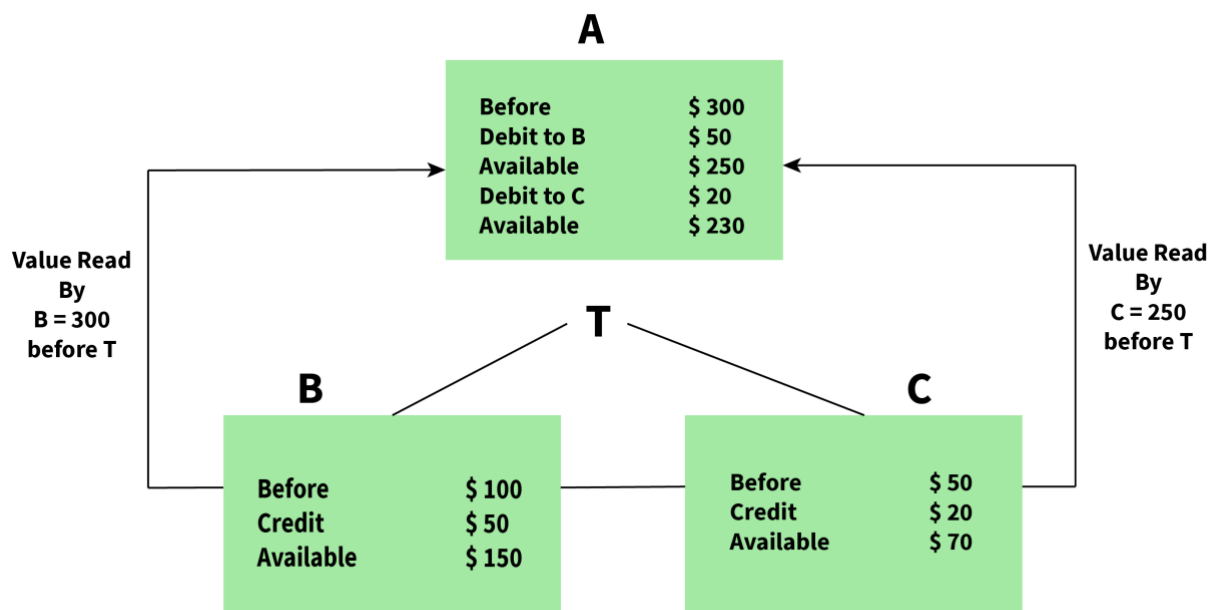 A
Before $ 300
Debit to B $ 50
Available $ 250
Debit to C $ 20
Available $ 230
Value Read
By
B = 300
before T
Value Read
By
C = 250
before T
T
B
Before $ 100
Credit $ 50
Available $ 150
C
Before $ 50
Credit $ 20
Available $ 70